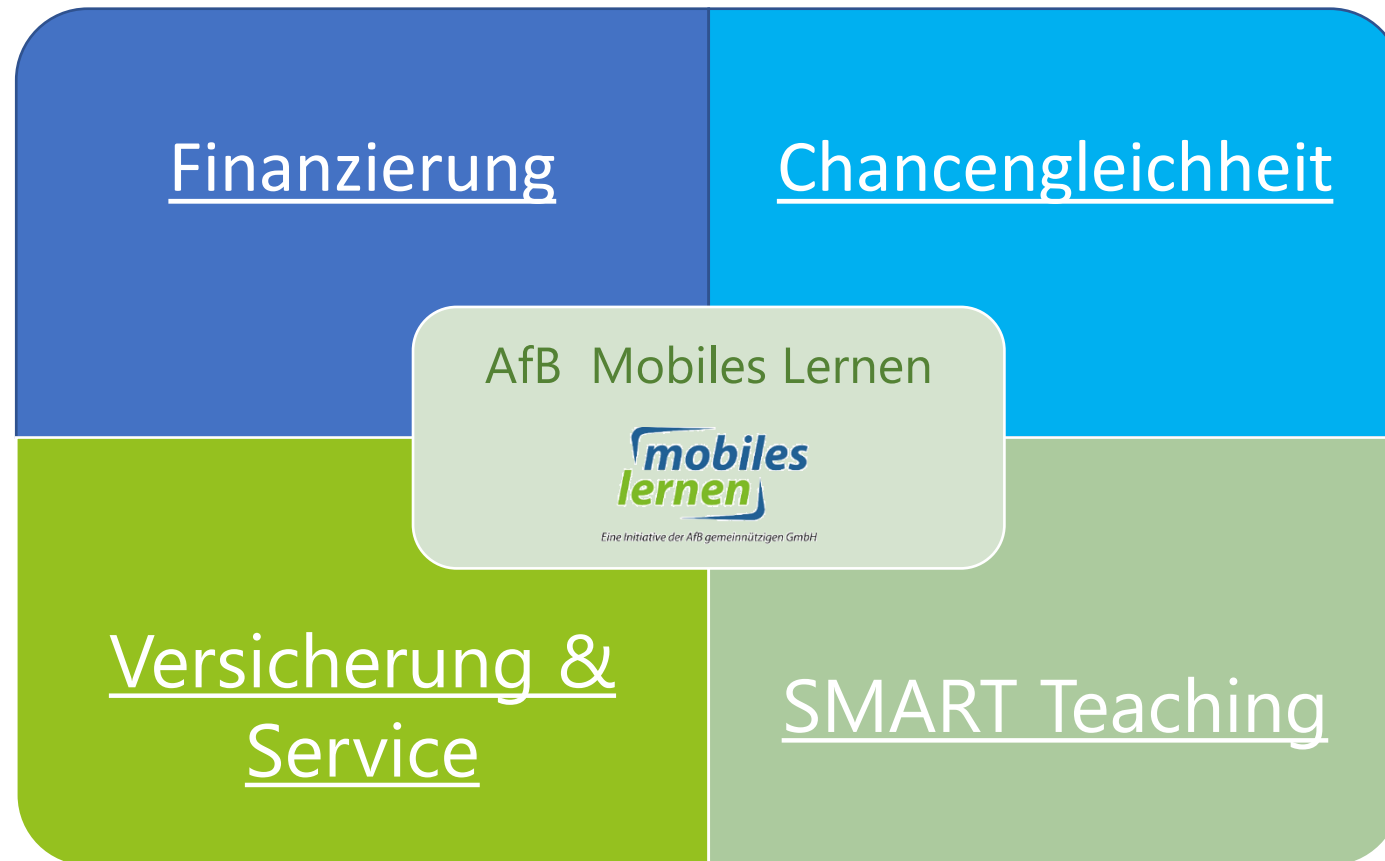 Finanzierung
Chancengleichheit
AfB  Mobiles Lernen
mobiles
lernen
Eine Initiative der AfB gemeinnützigen GmbH
Versicherung &
Service
SMART Teaching